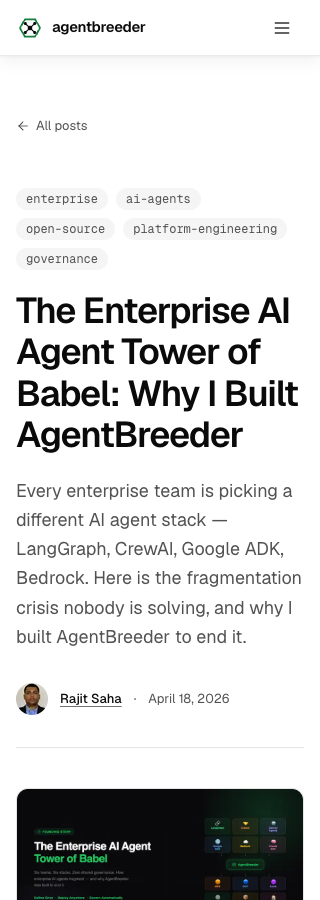 agentbreeder
← All posts
enterprise ai-agents
open-source platform-engineering
governance
The Enterprise AI
Agent Tower of
Babel: Why I Built
AgentBreeder
Every enterprise team is picking a
different AI agent stack —
LangGraph, CrewAI, Google ADK,
Bedrock. Here is the fragmentation
crisis nobody is solving, and why I
built AgentBreeder to end it.
Rajit Saha · April 18, 2026
The Enterprise AI Agent
Tower of Babel
AgentBreeder